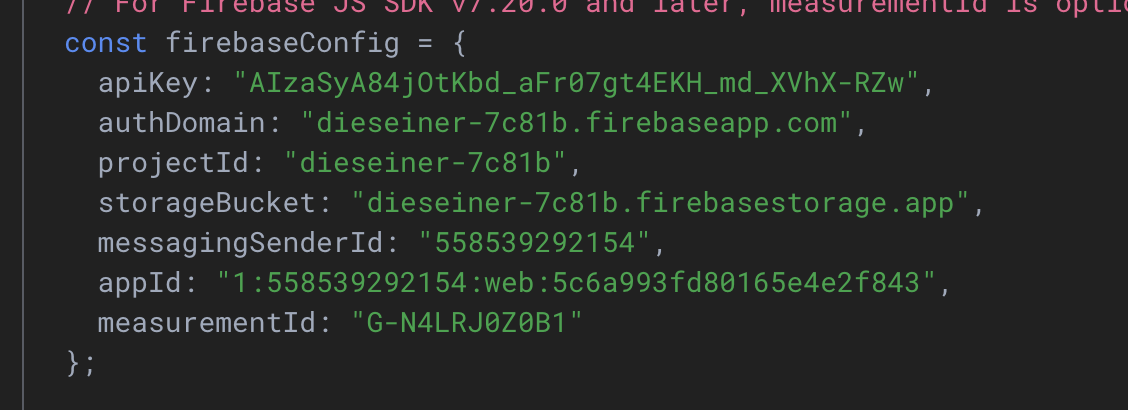 // For Firebase JS SDK v7.20.0 and later, measurementId is
const firebaseConfig = {
apiKey: "AIzaSyA84jOtKbd_aFr07gt4EKH_md_XVhX-RZw",
authDomain: "dieseiner-7c81b.firebaseapp.com",
projectId: "dieseiner-7c81b",
storageBucket: "dieseiner-7c81b.firebasestorage.app",
messagingSenderId: "558539292154",
appId: "1:558539292154:web:5c6a993fd80165e4e2f843",
measurementId: "G-N4LRJ0Z0B1"
};